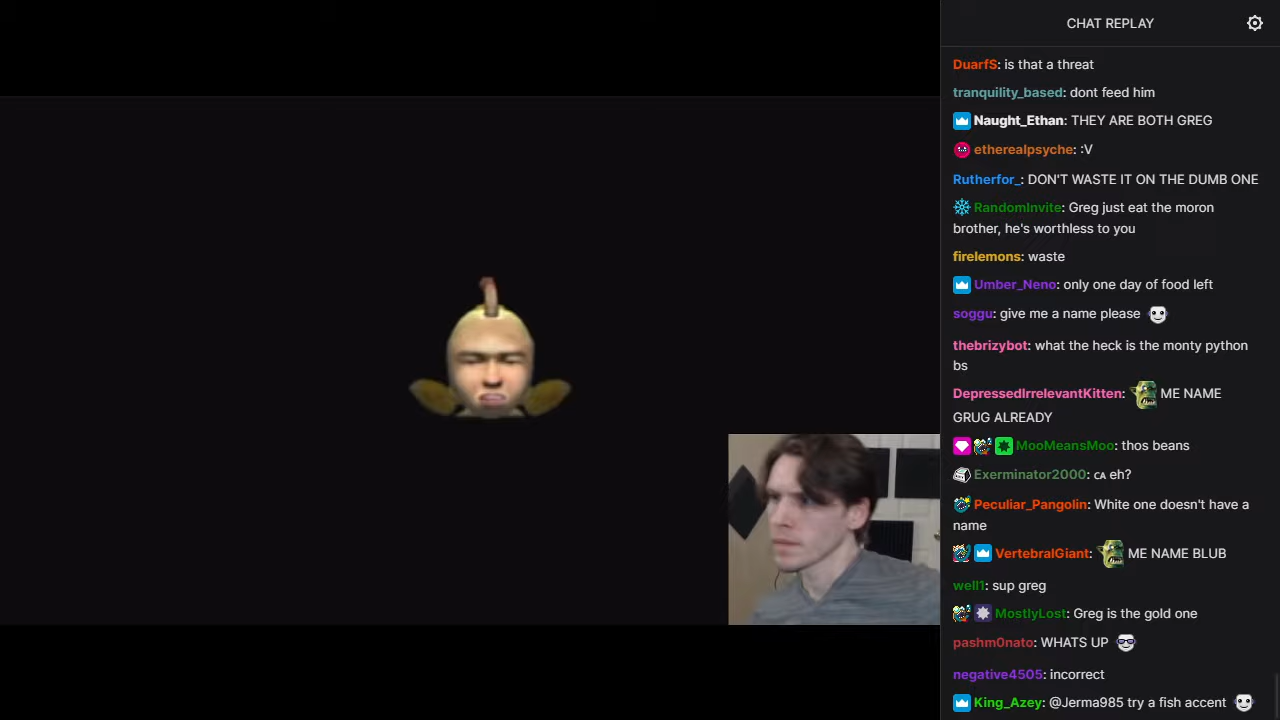 CHAT REPLAY
DuarfS: is that a threat
tranquility_based: dont feed him
Naught_Ethan: THEY ARE BOTH GREG
etherealpsyche: :V
Rutherfor_: DON'T WASTE IT ON THE DUMB ONE
RandomInvite: Greg just eat the moron
brother, he's worthless to you
firelemons: waste
Umber_Neno: only one day of food left
soggu: give me a name please
thebrizybot: what the heck is the monty python
bs
DepressedIrrelevantKitten: ME NAME
GRUG ALREADY
MooMeansMoo: thos beans
Exerminator2000: ᴄᴀ eh?
Peculiar_Pangolin: White one doesn't have a
name
VertebralGiant: ME NAME BLUB
well1: sup greg
MostlyLost: Greg is the gold one
pashm0nato: WHATS UP
negative4505: incorrect
King_Azey: @Jerma985 try a fish accent